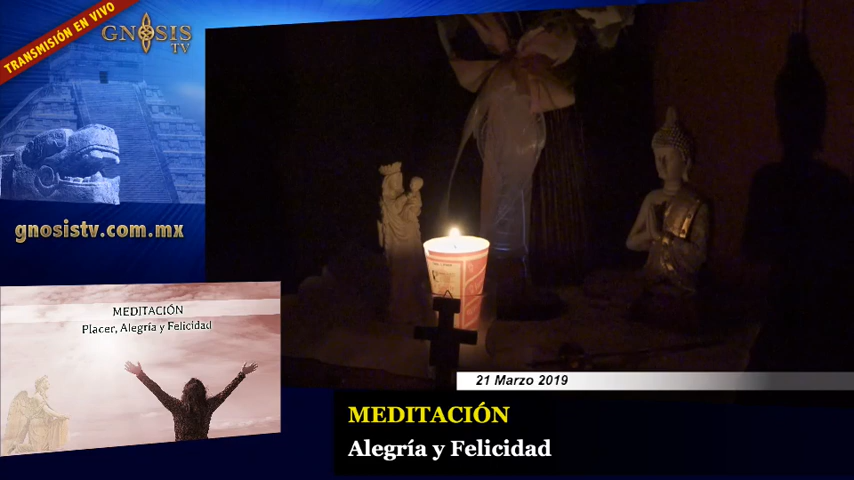 TRANSMISIÓN EN VIVO
GNOSIS
TV
gnosistv.com.mx
MEDITACIÓN
Placer, Alegría y Felicidad
21 Marzo 2019
MEDITACIÓN
Alegría y Felicidad